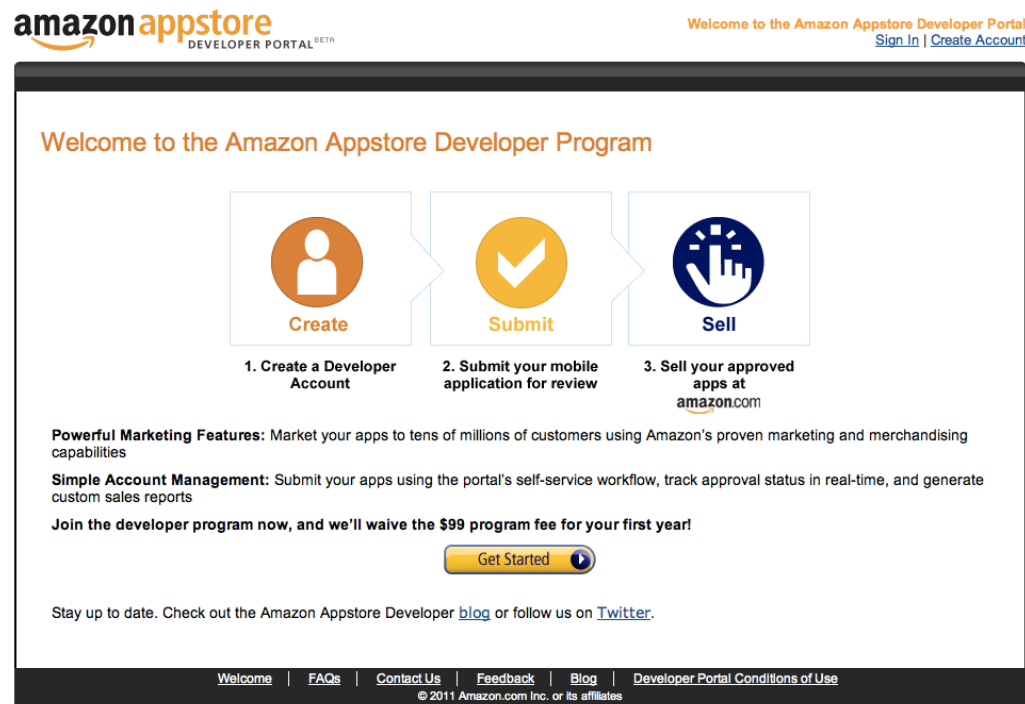 amazon appstore
DEVELOPER PORTAL BETA
Welcome to the Amazon Appstore Developer Portal
Sign In | Create Account
Welcome to the Amazon Appstore Developer Program
Create
Submit
Sell
1. Create a Developer
Account
2. Submit your mobile
application for review
3. Sell your approved
apps at
amazon.com
Powerful Marketing Features: Market your apps to tens of millions of customers using Amazon's proven marketing and merchandising
capabilities
Simple Account Management: Submit your apps using the portal's self-service workflow, track approval status in real-time, and generate
custom sales reports
Join the developer program now, and we'll waive the $99 program fee for your first year!
Get Started
Stay up to date. Check out the Amazon Appstore Developer blog or follow us on Twitter.
Welcome | FAQs | Contact Us | Feedback | Blog | Developer Portal Conditions of Use
© 2011 Amazon.com Inc. or its affiliates